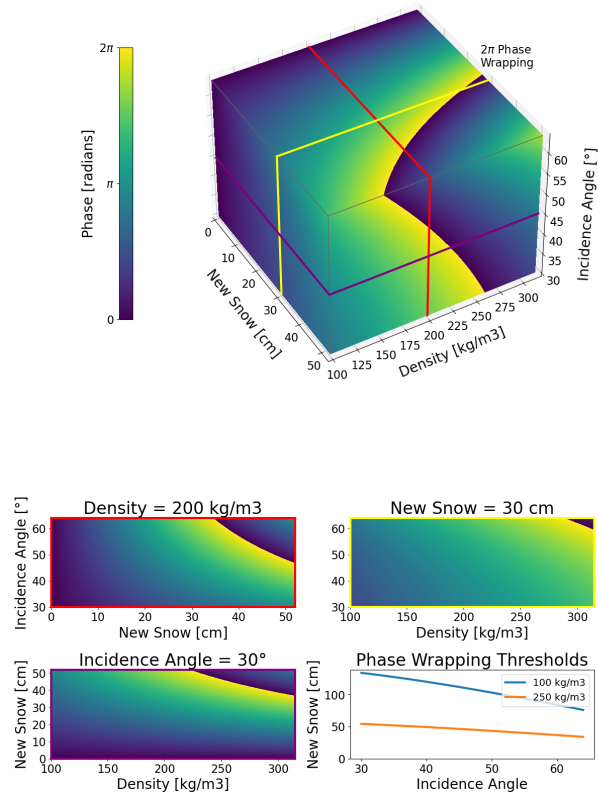 2π Phase
Wrapping
2π
π
0
Phase [radians]
60
55
50
45
40
35
30
Incidence Angle [°]
0
10
20
30
40
50
New Snow [cm]
100
125
150
175
200
225
250
275
300
Density [kg/m3]
Density = 200 kg/m3
60
50
40
30
Incidence Angle [°]
0 10 20 30 40 50
New Snow [cm]
New Snow = 30 cm
60
50
40
30
100 150 200 250 300
Density [kg/m3]
Incidence Angle = 30°
50
40
30
20
10
0
New Snow [cm]
100 150 200 250 300
Density [kg/m3]
Phase Wrapping Thresholds
100 kg/m3
250 kg/m3
100
50
0
New Snow [cm]
30 40 50 60
Incidence Angle